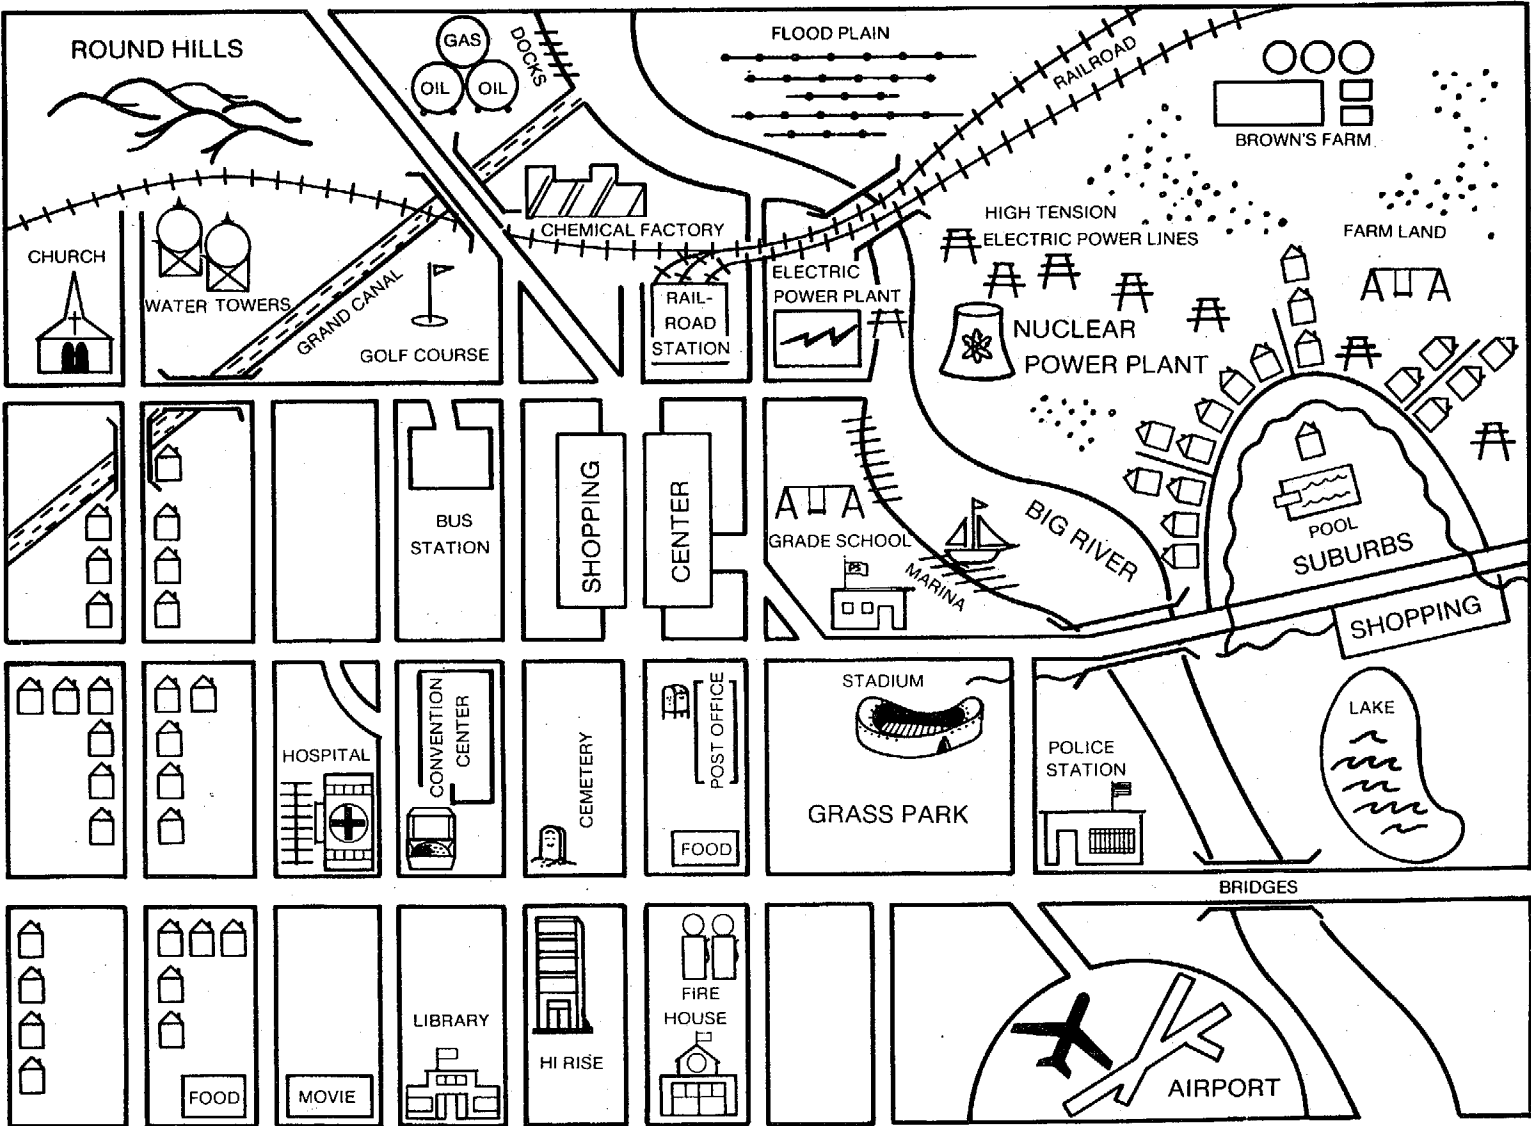 ROUND HILLS
GAS
OIL
OIL
DOCKS
FLOOD PLAIN
RAILROAD
BROWN'S FARM
CHURCH
WATER TOWERS
GRAND CANAL
GOLF COURSE
CHEMICAL FACTORY
RAIL-
ROAD
STATION
ELECTRIC
POWER PLANT
HIGH TENSION
ELECTRIC POWER LINES
NUCLEAR
POWER PLANT
FARM LAND
BUS
STATION
SHOPPING
CENTER
GRADE SCHOOL
PS
MARINA
BIG RIVER
POOL
SUBURBS
SHOPPING
HOSPITAL
CONVENTION
CENTER
CEMETERY
POST OFFICE
FOOD
STADIUM
GRASS PARK
POLICE
STATION
LAKE
BRIDGES
FOOD
MOVIE
LIBRARY
HI RISE
FIRE
HOUSE
AIRPORT